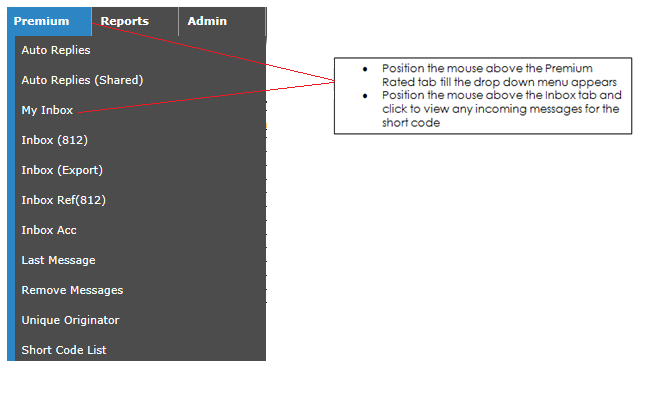 Premium Reports Admin
Auto Replies
Auto Replies (Shared)
My Inbox
Inbox (812)
Inbox (Export)
Inbox Ref(812)
Inbox Acc
Last Message
Remove Messages
Unique Originator
Short Code List
• Position the mouse above the Premium
Rated tab till the drop down menu appears
• Position the mouse above the Inbox tab and
click to view any incoming messages for the
short code